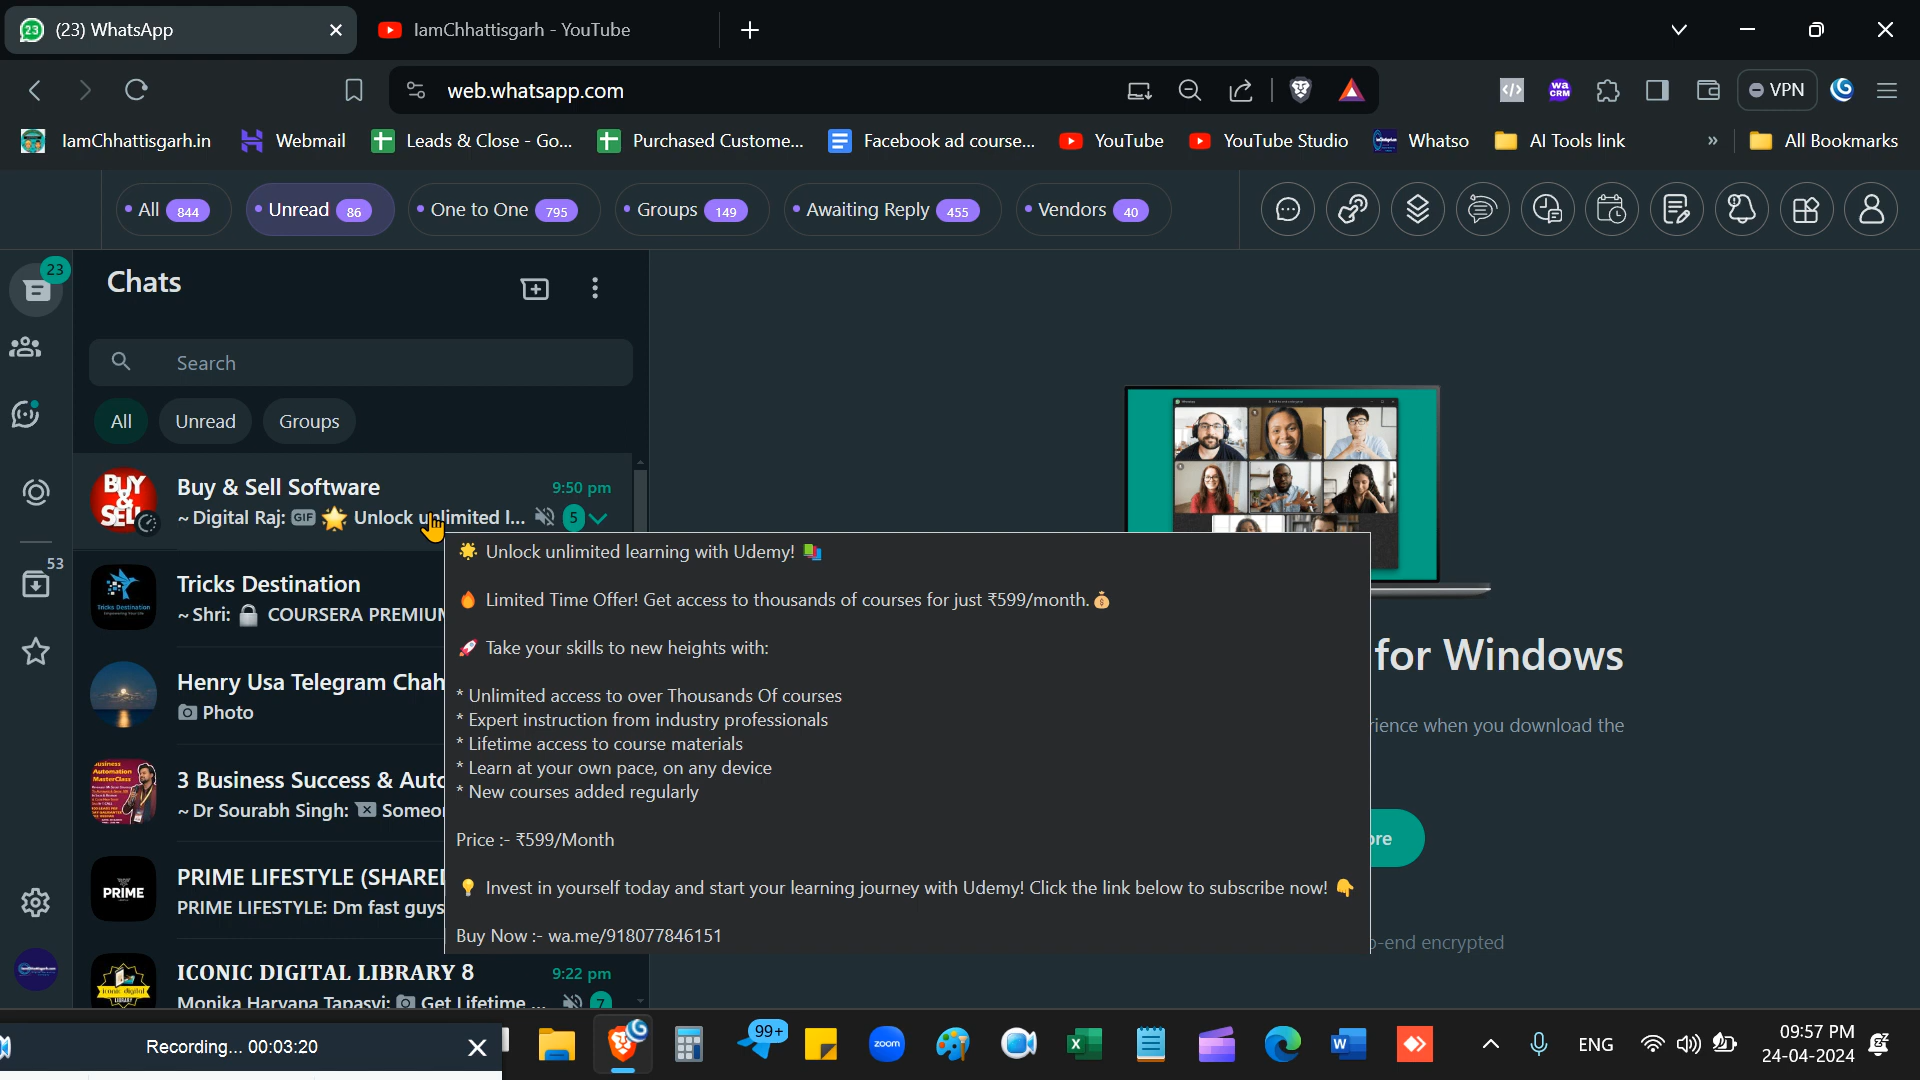 (23) WhatsApp
IamChhattisgarh - YouTube
web.whatsapp.com
VPN
IamChhattisgarh.in
Webmail
Leads & Close - Go...
Purchased Custome...
Facebook ad course...
YouTube
YouTube Studio
Whatso
AI Tools link
»
All Bookmarks
All 844
Unread 86
One to One 795
Groups 149
Awaiting Reply 455
Vendors 40
23
Chats
Search
All
Unread
Groups
BUY & SELL
Buy & Sell Software
9:50 pm
~ Digital Raj: GIF 🌟 Unlock unlimited l... 5
🌟 Unlock unlimited learning with Udemy! 📚
🔥 Limited Time Offer! Get access to thousands of courses for just ₹599/month. 💰
🚀 Take your skills to new heights with:
* Unlimited access to over Thousands Of courses
* Expert instruction from industry professionals
* Lifetime access to course materials
* Learn at your own pace, on any device
* New courses added regularly
Price :- ₹599/Month
💡 Invest in yourself today and start your learning journey with Udemy! Click the link below to subscribe now! 👇
Buy Now :- wa.me/918077846151
53
Tricks Destination
Tricks Destination
~ Shri: 🔒 COURSERA PREMIUM
Henry Usa Telegram Chah
Photo
Business
Automation
MasterClass
3 Business Success & Auto
~ Dr Sourabh Singh: Someo
PRIME
PRIME LIFESTYLE (SHARE
PRIME LIFESTYLE: Dm fast guys
ICONIC DIGITAL LIBRARY 8
9:22 pm
Monika Haryana Tapasvi: Get Lifetime ... 7
for Windows
ience when you download the
ore
-end encrypted
Recording... 00:03:20
99+
zoom
ENG
09:57 PM
24-04-2024